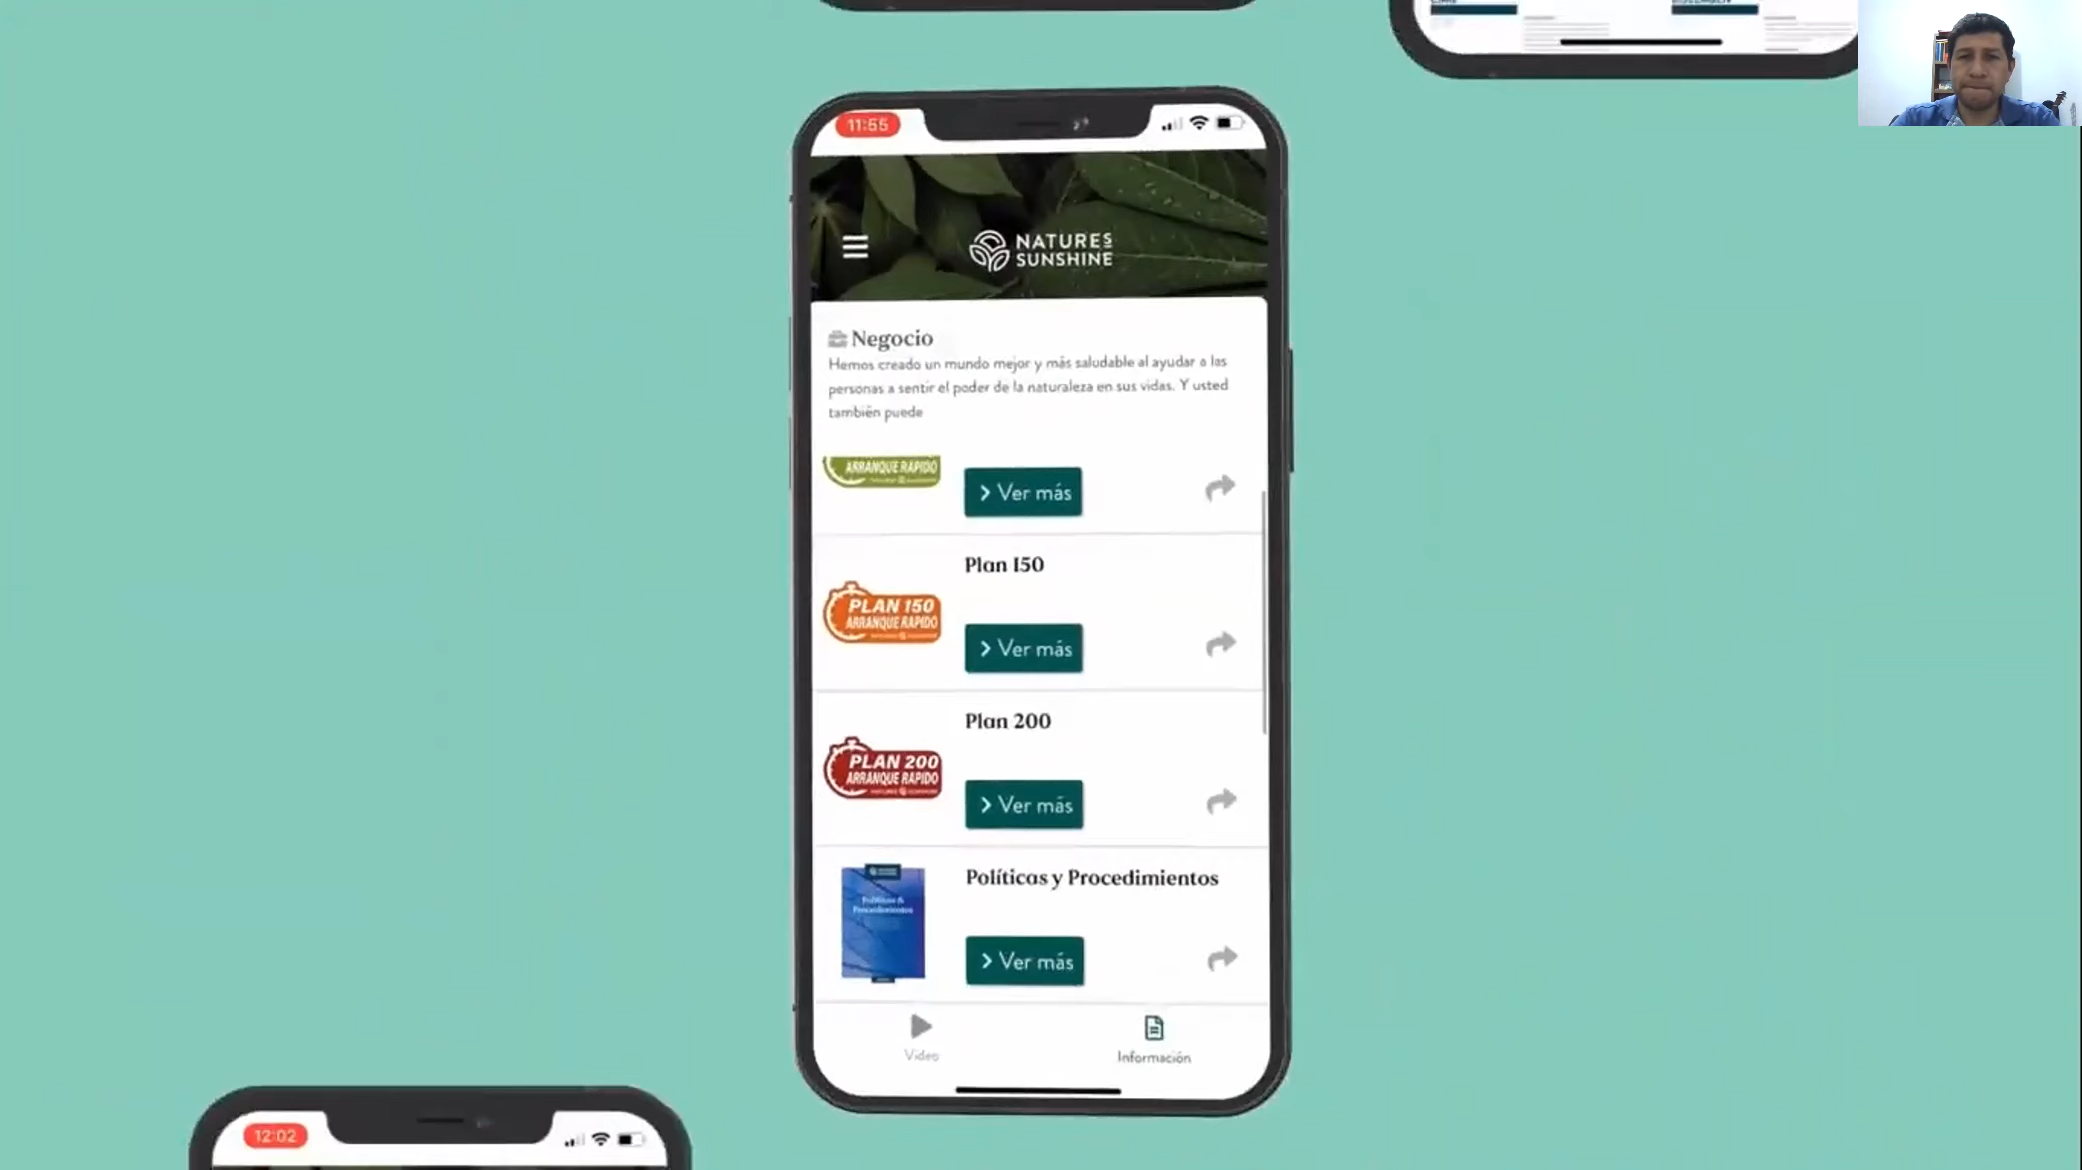 11:55
NATURES
SUNSHINE
Negocio
Hemos creado un mundo mejor y más saludable al ayudar a las
personas a sentir el poder de la naturaleza en sus vidas. Y usted
también puede
ARRANQUE RAPIDO
Ver más
Plan 150
PLAN 150
ARRANQUE RAPIDO
Ver más
Plan 200
PLAN 200
ARRANQUE RAPIDO
Ver más
Políticas y Procedimientos
Políticas &
Procedimientos
Ver más
Video
Información
12:02